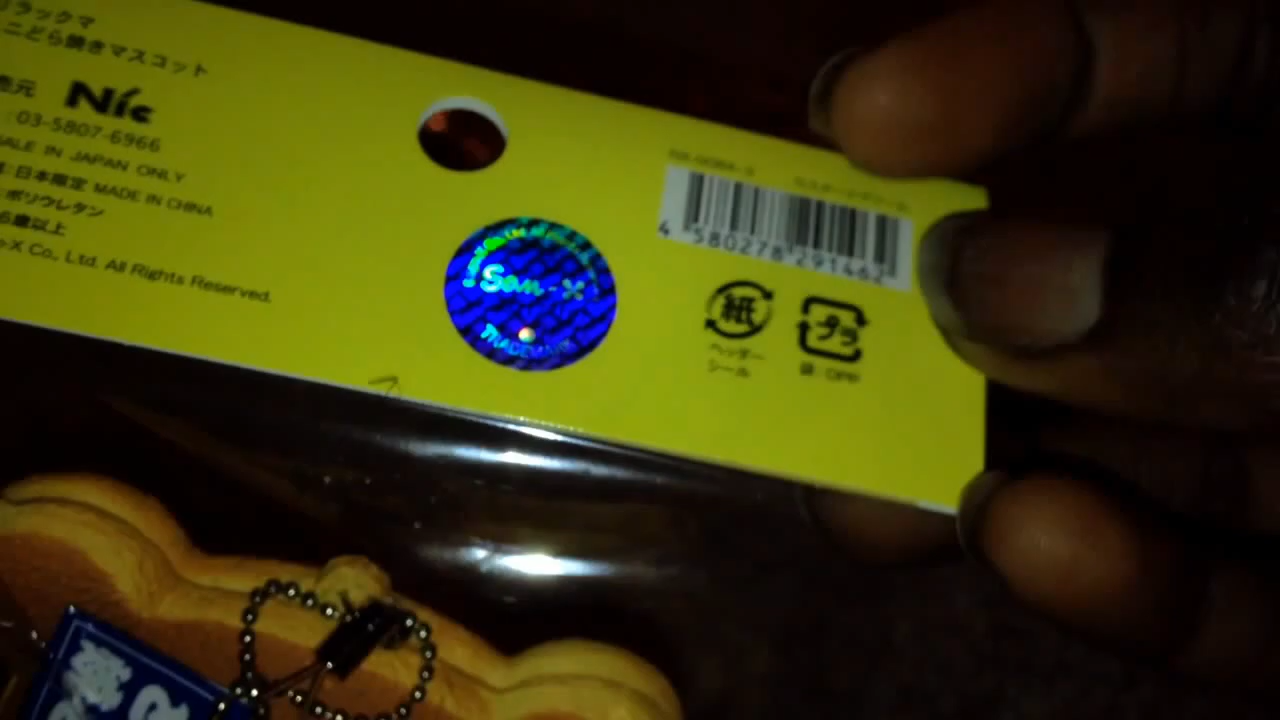 ラックマ
ニどら焼きマスコット
売元 Nic
: 03-5807-6966
SALE IN JAPAN ONLY
: 日本限定 MADE IN CHINA
: ポリウレタン
6歳以上
-X Co., Ltd. All Rights Reserved.
San-X
TRADEMARK
4 580278 291462
紙
ヘッダー
シール
プラ
袋:OPP